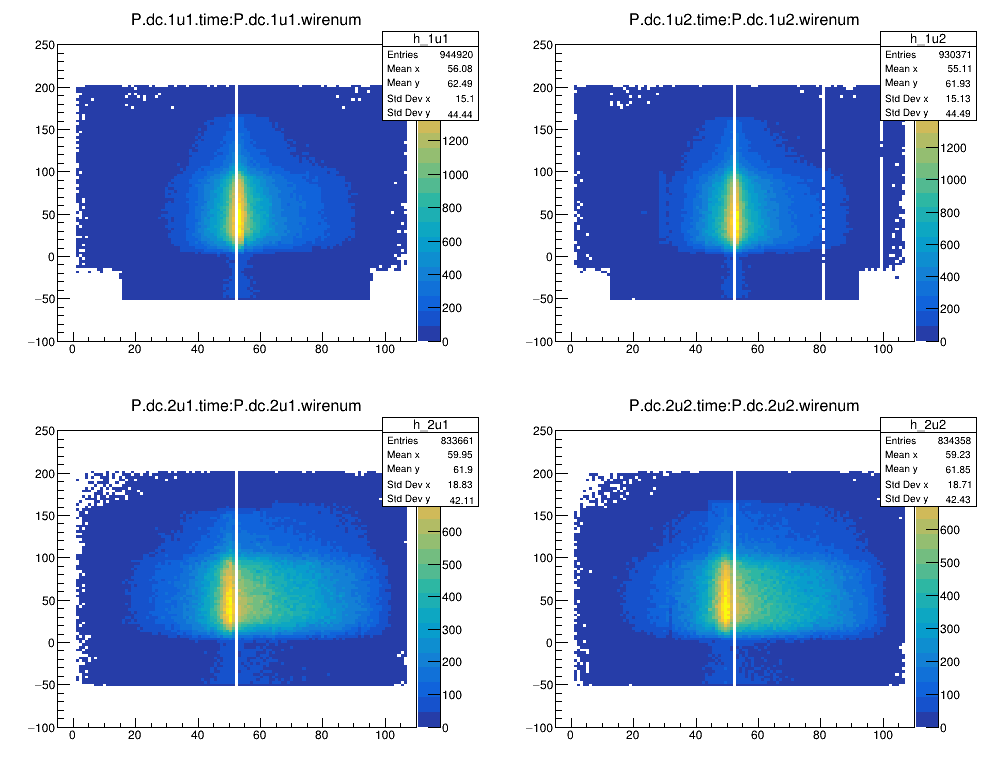 P.dc.1u1.time:P.dc.1u1.wirenum
h_1u1
Entries 944920
Mean x 56.08
Mean y 62.49
Std Dev x 15.1
Std Dev y 44.44
250
200
150
100
50
0
−50
−100
0 20 40 60 80 100
1200
1000
800
600
400
200
0
P.dc.1u2.time:P.dc.1u2.wirenum
h_1u2
Entries 930371
Mean x 55.11
Mean y 61.93
Std Dev x 15.13
Std Dev y 44.49
250
200
150
100
50
0
−50
−100
0 20 40 60 80 100
1200
1000
800
600
400
200
0
P.dc.2u1.time:P.dc.2u1.wirenum
h_2u1
Entries 833661
Mean x 59.95
Mean y 61.9
Std Dev x 18.83
Std Dev y 42.11
250
200
150
100
50
0
−50
−100
0 20 40 60 80 100
600
500
400
300
200
100
0
P.dc.2u2.time:P.dc.2u2.wirenum
h_2u2
Entries 834358
Mean x 59.23
Mean y 61.85
Std Dev x 18.71
Std Dev y 42.43
250
200
150
100
50
0
−50
−100
0 20 40 60 80 100
600
500
400
300
200
100
0